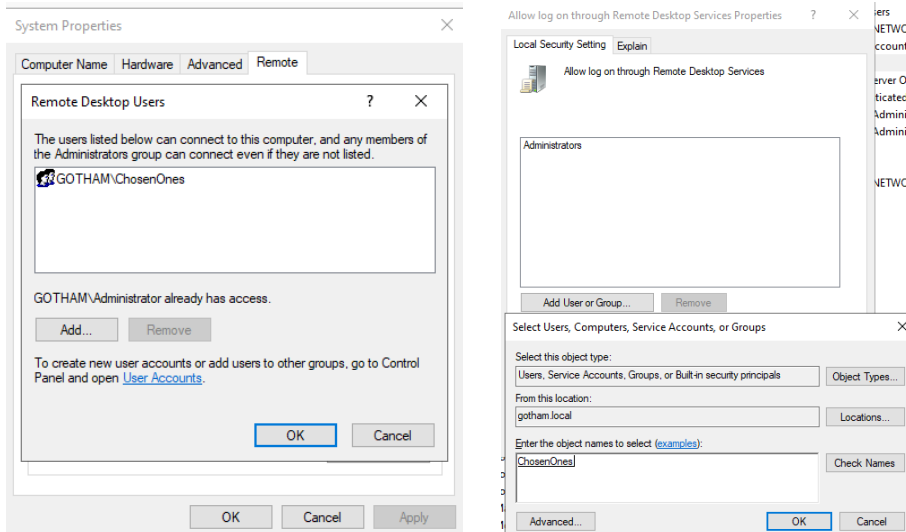 System Properties
Computer Name Hardware Advanced Remote
Remote Desktop Users ?
The users listed below can connect to this computer, and any members of
the Administrators group can connect even if they are not listed.
GOTHAM\ChosenOnes
GOTHAM\Administrator already has access.
Add... Remove
To create new user accounts or add users to other groups, go to Control
Panel and open User Accounts.
OK Cancel
OK Cancel Apply
Allow log on through Remote Desktop Services Properties ?
Local Security Setting Explain
Allow log on through Remote Desktop Services
Administrators
Add User or Group... Remove
Select Users, Computers, Service Accounts, or Groups
Select this object type:
Users, Service Accounts, Groups, or Built-in security principals Object Types...
From this location:
gotham.local Locations...
Enter the object names to select (examples):
ChosenOnes Check Names
Advanced... OK Cancel